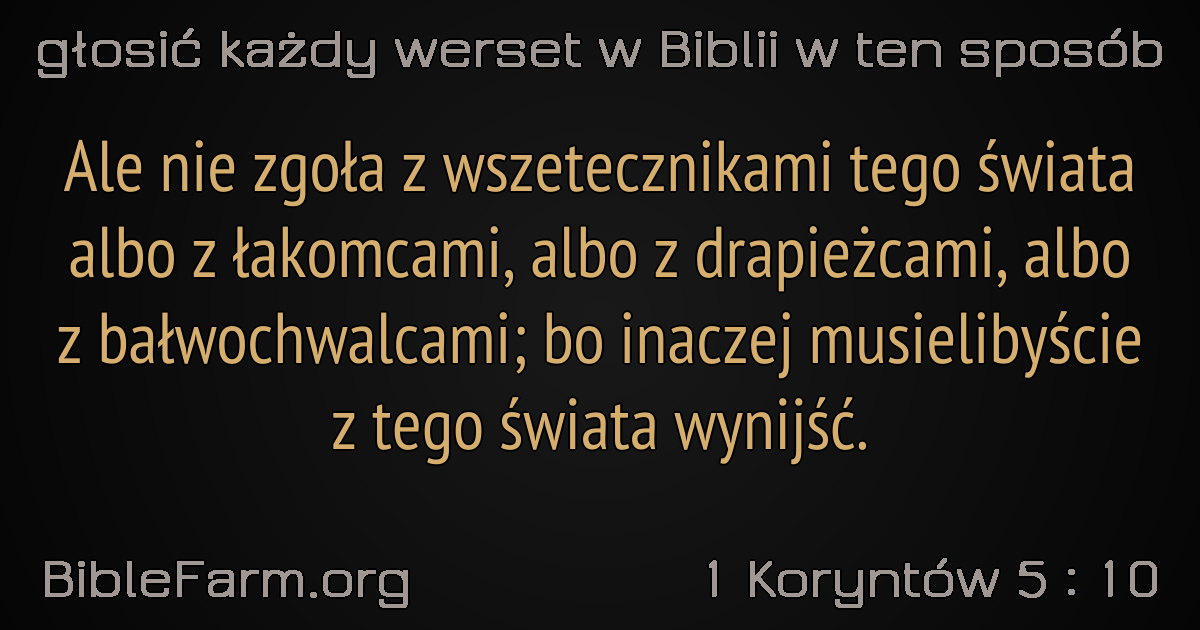 głosić każdy werset w Biblii w ten sposób
Ale nie zgoła z wszetecznikami tego świata
albo z łakomcami, albo z drapieżcami, albo
z bałwochwalcami; bo inaczej musielibyście
z tego świata wynijść.
BibleFarm.org
1 Koryntów 5 : 10